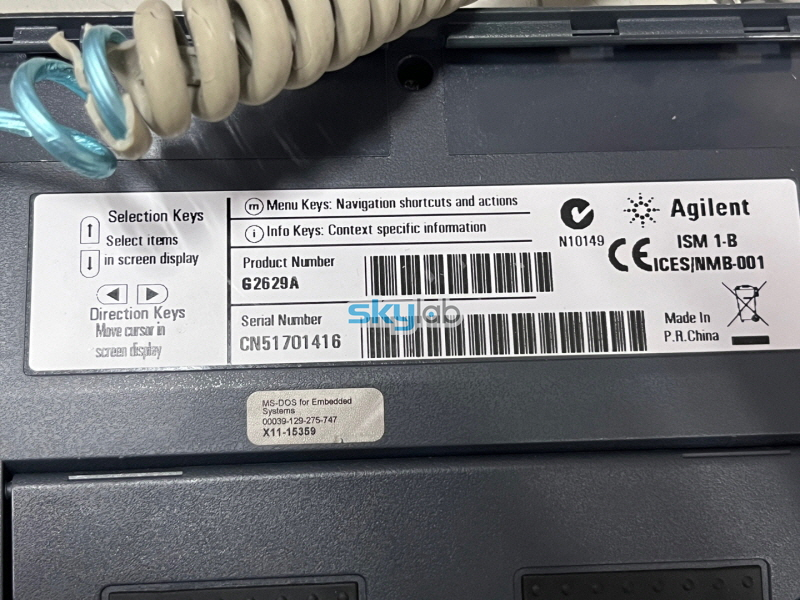 Selection Keys
Select items
in screen display
Direction Keys
Move cursor in
screen display
m Menu Keys: Navigation shortcuts and actions
i Info Keys: Context specific information
Product Number
G2629A
Serial Number
CN51701416
skylab
N10149
Agilent
CE ISM 1-B
ICES/NMB-001
Made In
P.R.China
MS-DOS for Embedded
Systems
00039-129-275-747
X11-15359